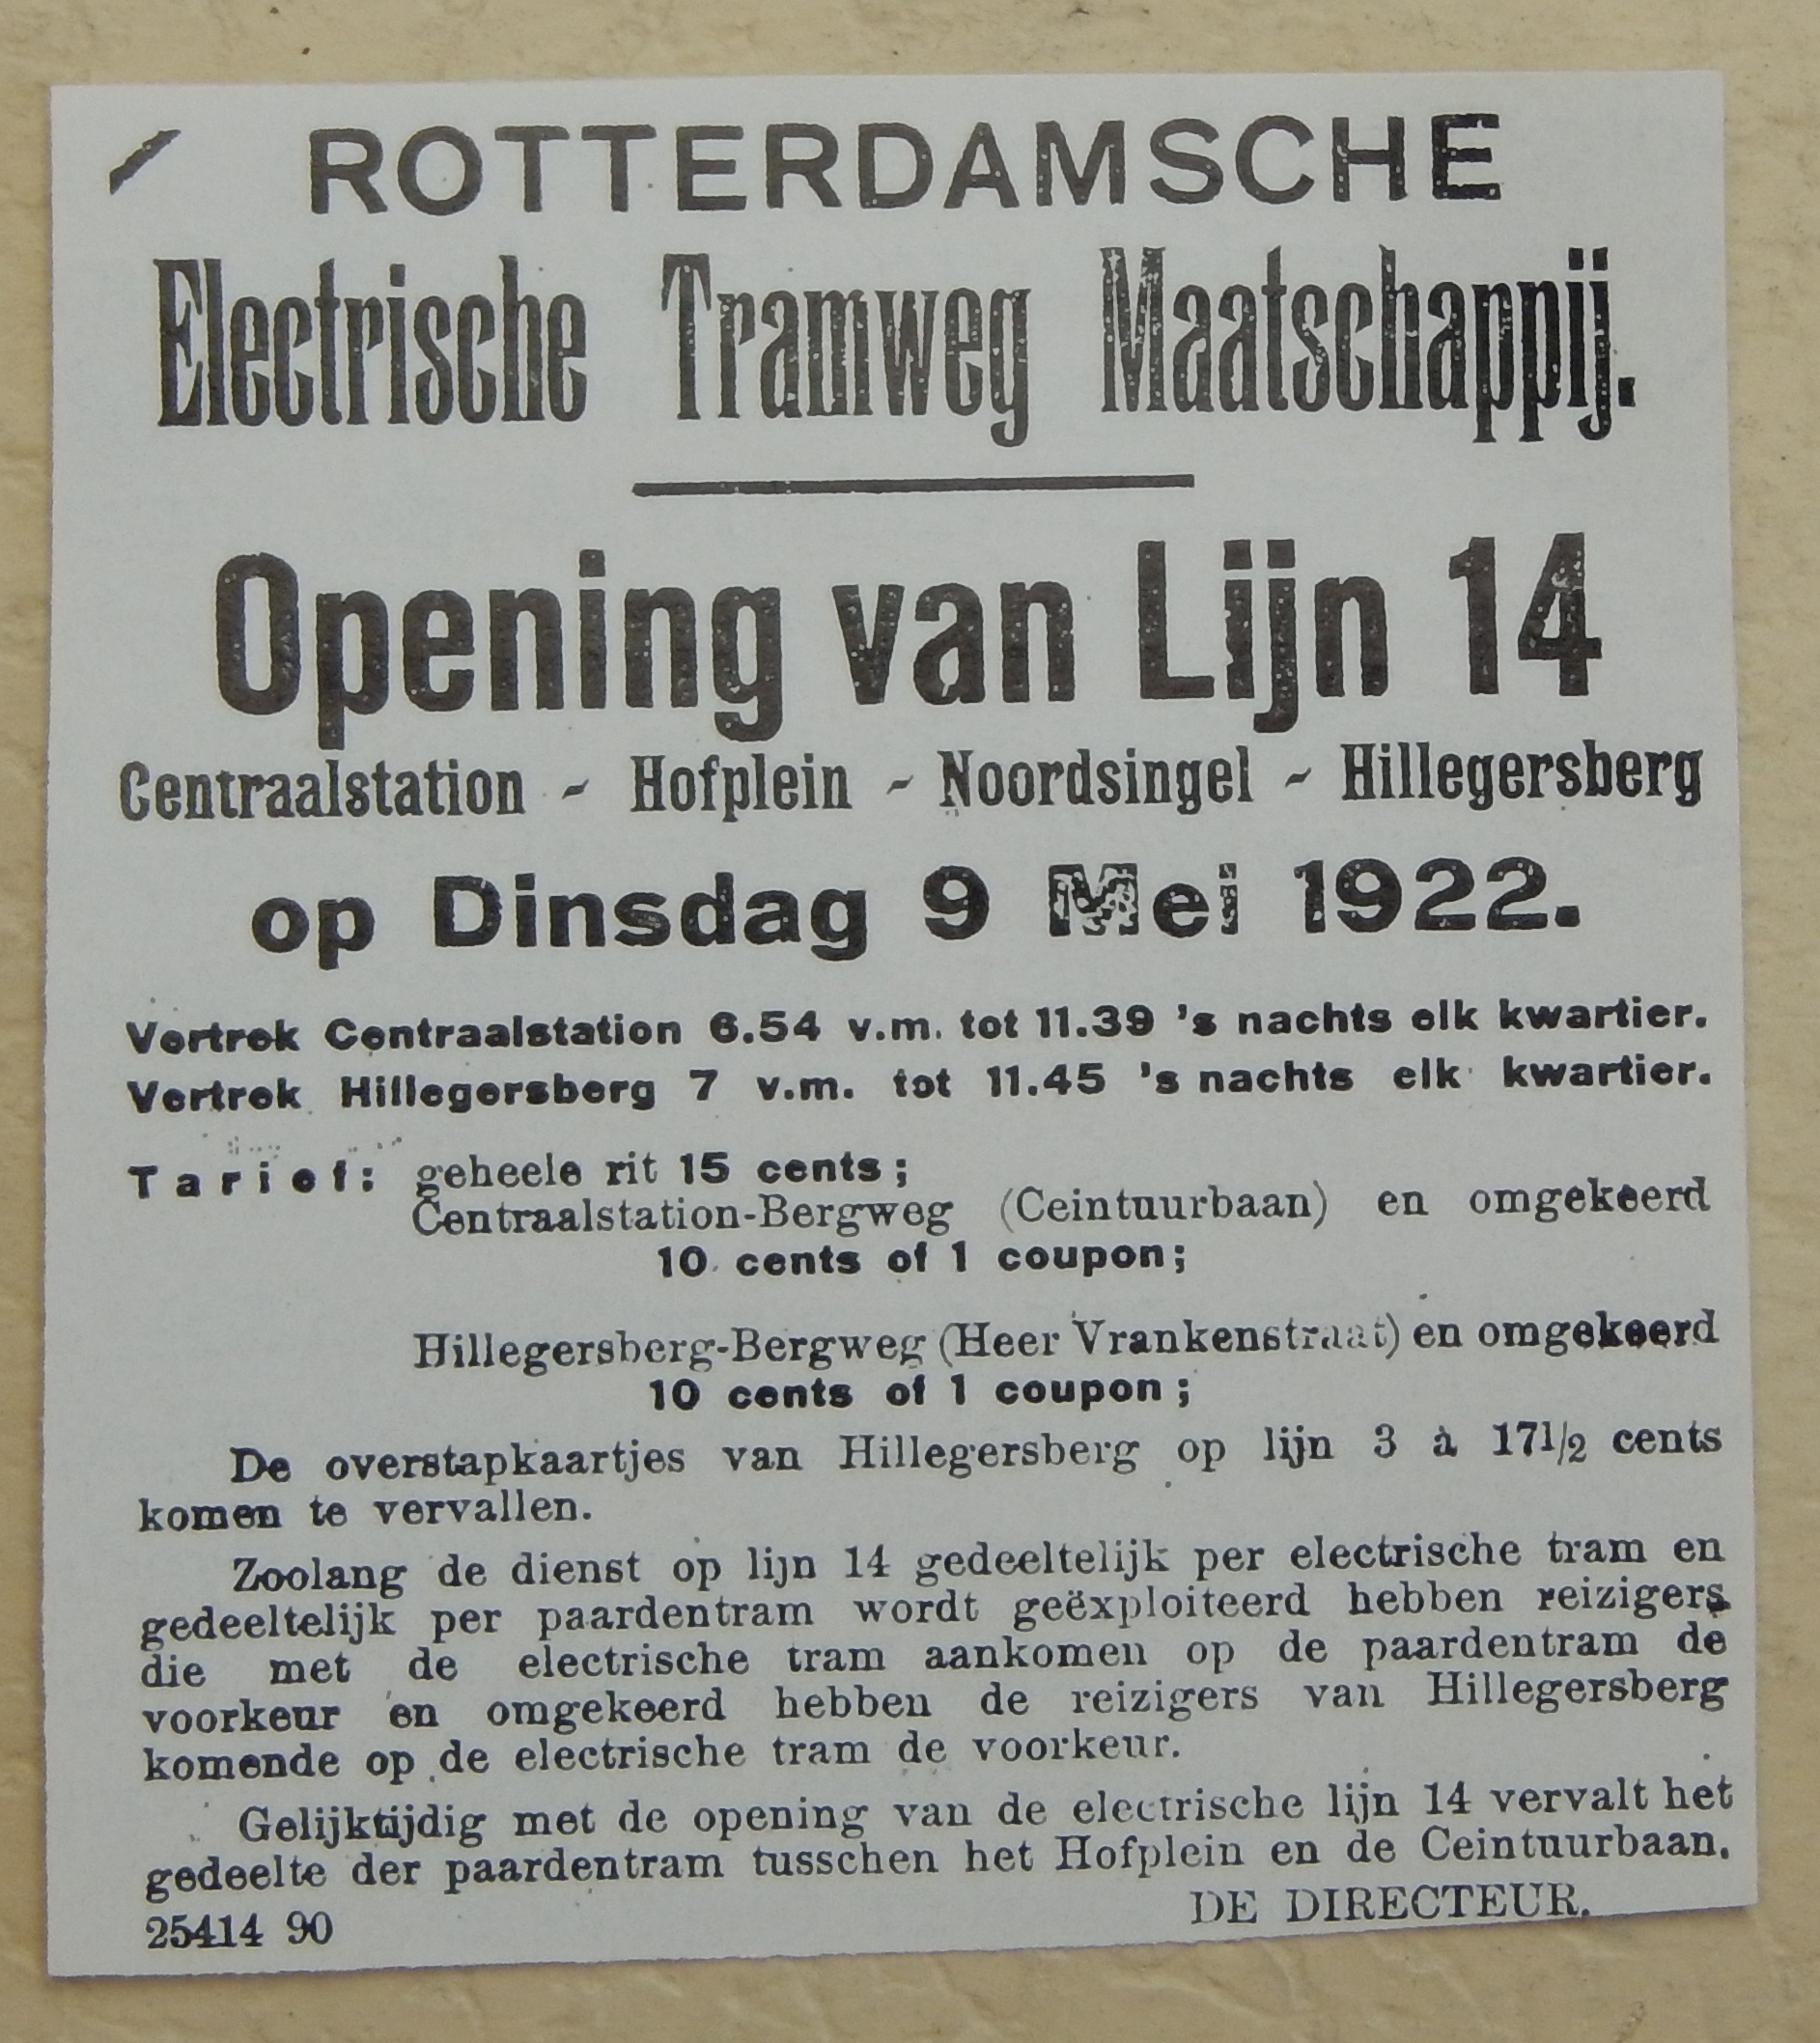 ROTTERDAMSCHE
Electrische Tramweg Maatschappij.
Opening van Lijn 14
Centraalstation - Hofplein - Noordsingel - Hillegersberg
op Dinsdag 9 Mei 1922.
Vertrek Centraalstation 6.54 v.m. tot 11.39 's nachts elk kwartier.
Vertrek Hillegersberg 7 v.m. tot 11.45 's nachts elk kwartier.
Tarief: geheele rit 15 cents;
Centraalstation-Bergweg (Ceintuurbaan) en omgekeerd
10 cents of 1 coupon;
Hillegersberg-Bergweg (Heer Vrankenstraat) en omgekeerd
10 cents of 1 coupon;
De overstapkaartjes van Hillegersberg op lijn 3 à 17 1/2 cents
komen te vervallen.
Zoolang de dienst op lijn 14 gedeeltelijk per electrische tram en
gedeeltelijk per paardentram wordt geëxploiteerd hebben reizigers
die met de electrische tram aankomen op de paardentram de
voorkeur en omgekeerd hebben de reizigers van Hillegersberg
komende op de electrische tram de voorkeur.
Gelijktijdig met de opening van de electrische lijn 14 vervalt het
gedeelte der paardentram tusschen het Hofplein en de Ceintuurbaan.
DE DIRECTEUR.
25414 90